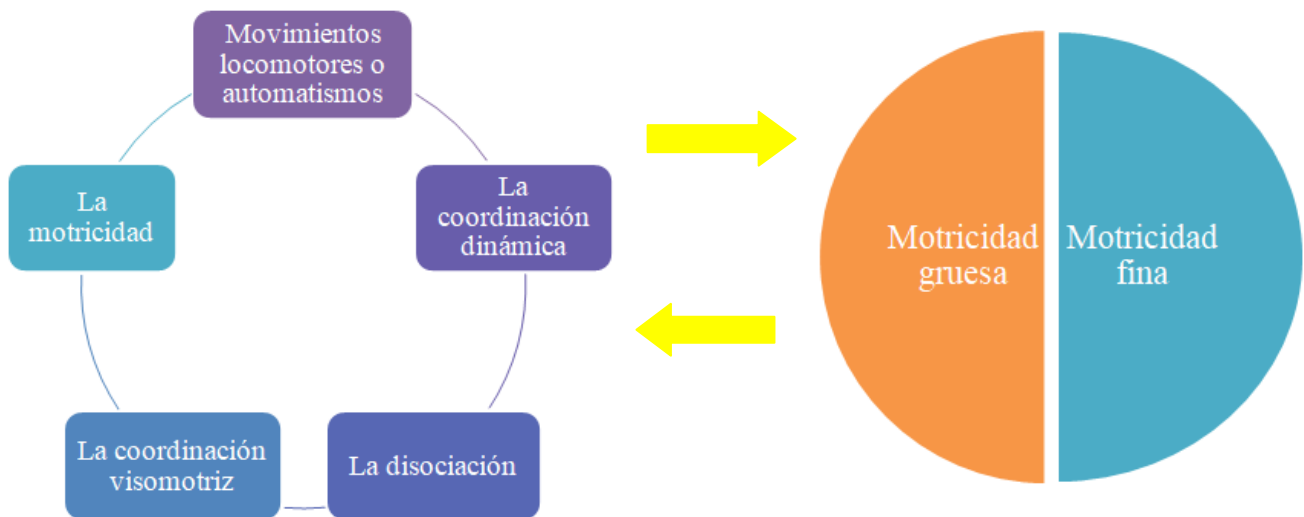 Movimientos
locomotores o
automatismos
La
coordinación
dinámica
La disociación
La coordinación
visomotriz
La
motricidad
Motricidad
gruesa
Motricidad
fina